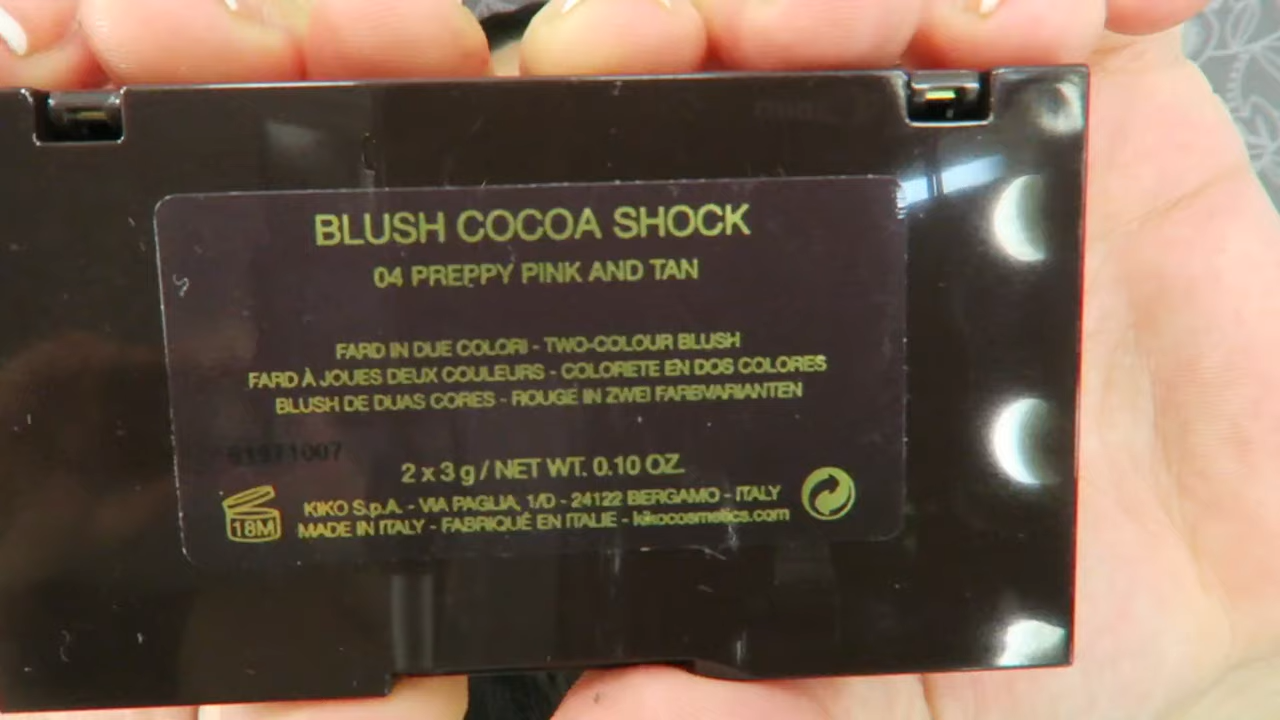 BLUSH COCOA SHOCK
04 PREPPY PINK AND TAN
FARD IN DUE COLORI - TWO-COLOUR BLUSH
FARD À JOUES DEUX COULEURS - COLORETE EN DOS COLORES
BLUSH DE DUAS CORES - ROUGE IN ZWEI FARBVARIANTEN
2 x 3 g / NET WT. 0.10 OZ.
18M
KIKO S.p.A. - VIA PAGLIA, 1/D - 24122 BERGAMO - ITALY
MADE IN ITALY - FABRIQUÉ EN ITALIE - kikocosmetics.com